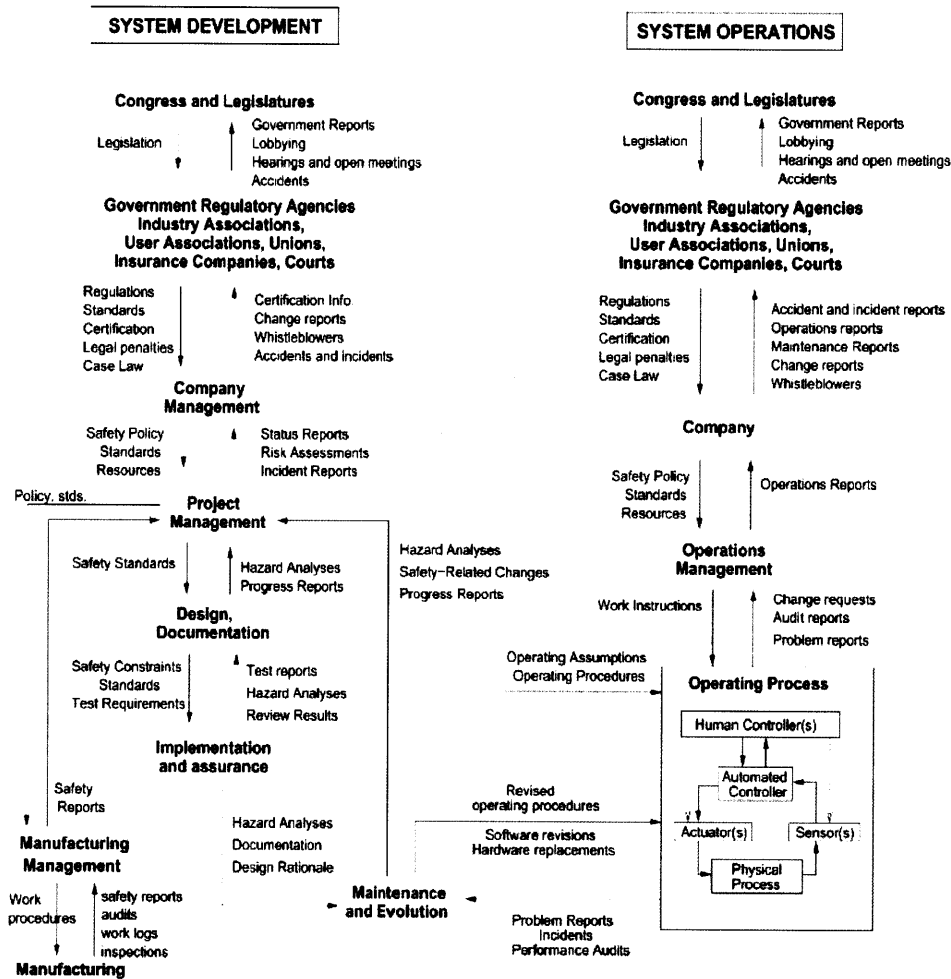 SYSTEM DEVELOPMENT
Congress and Legislatures
Legislation
Government Reports
Lobbying
Hearings and open meetings
Accidents
Government Regulatory Agencies
Industry Associations,
User Associations, Unions,
Insurance Companies, Courts
Regulations
Standards
Certification
Legal penalties
Case Law
Certification Info.
Change reports
Whistleblowers
Accidents and incidents
Company
Management
Safety Policy
Standards
Resources
Status Reports
Risk Assessments
Incident Reports
Policy, stds.
Project
Management
Safety Standards
Hazard Analyses
Progress Reports
Hazard Analyses
Safety-Related Changes
Progress Reports
Design,
Documentation
Safety Constraints
Standards
Test Requirements
Test reports
Hazard Analyses
Review Results
Implementation
and assurance
Safety
Reports
Hazard Analyses
Documentation
Design Rationale
Manufacturing
Management
Work
procedures
safety reports
audits
work logs
inspections
Manufacturing
Maintenance
and Evolution
SYSTEM OPERATIONS
Congress and Legislatures
Legislation
Government Reports
Lobbying
Hearings and open meetings
Accidents
Government Regulatory Agencies
Industry Associations,
User Associations, Unions,
Insurance Companies, Courts
Regulations
Standards
Certification
Legal penalties
Case Law
Accident and incident reports
Operations reports
Maintenance Reports
Change reports
Whistleblowers
Company
Safety Policy
Standards
Resources
Operations Reports
Operations
Management
Work Instructions
Change requests
Audit reports
Problem reports
Operating Assumptions
Operating Procedures
Operating Process
Human Controller(s)
Automated
Controller
Actuator(s)
Sensor(s)
Physical
Process
Revised
operating procedures
Software revisions
Hardware replacements
Problem Reports
Incidents
Performance Audits